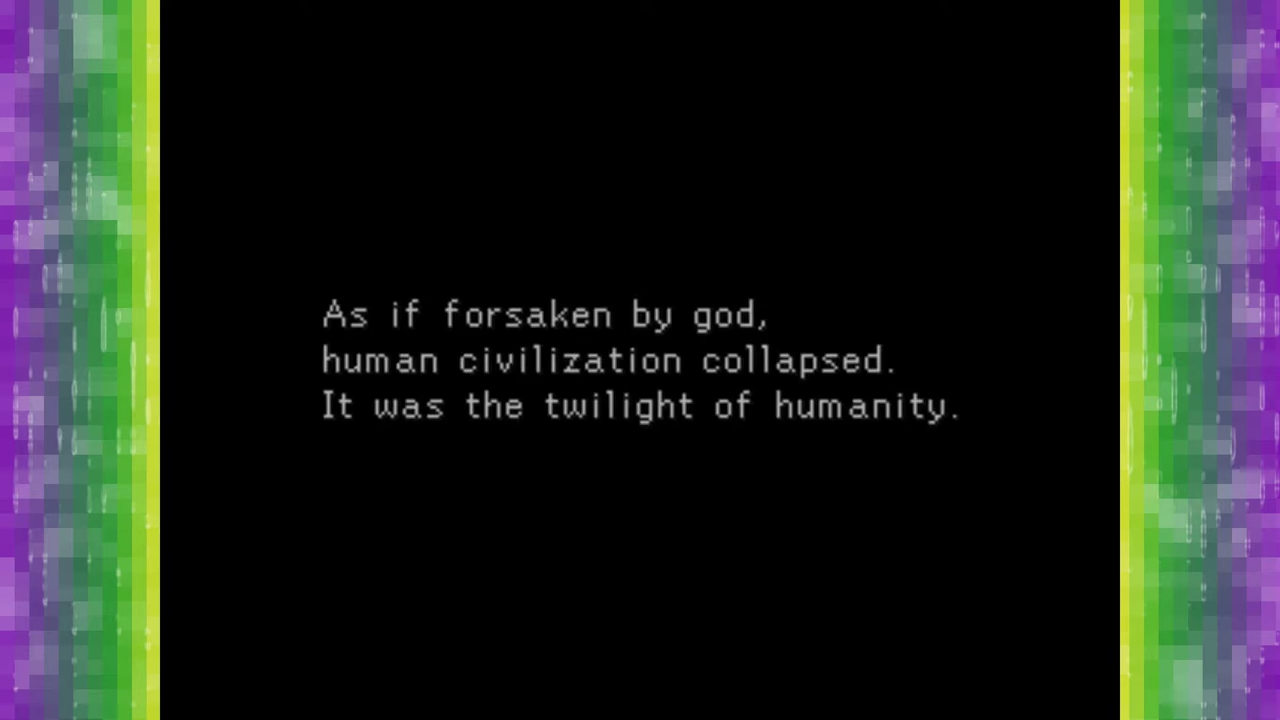 As if forsaken by god,
human civilization collapsed.
It was the twilight of humanity.